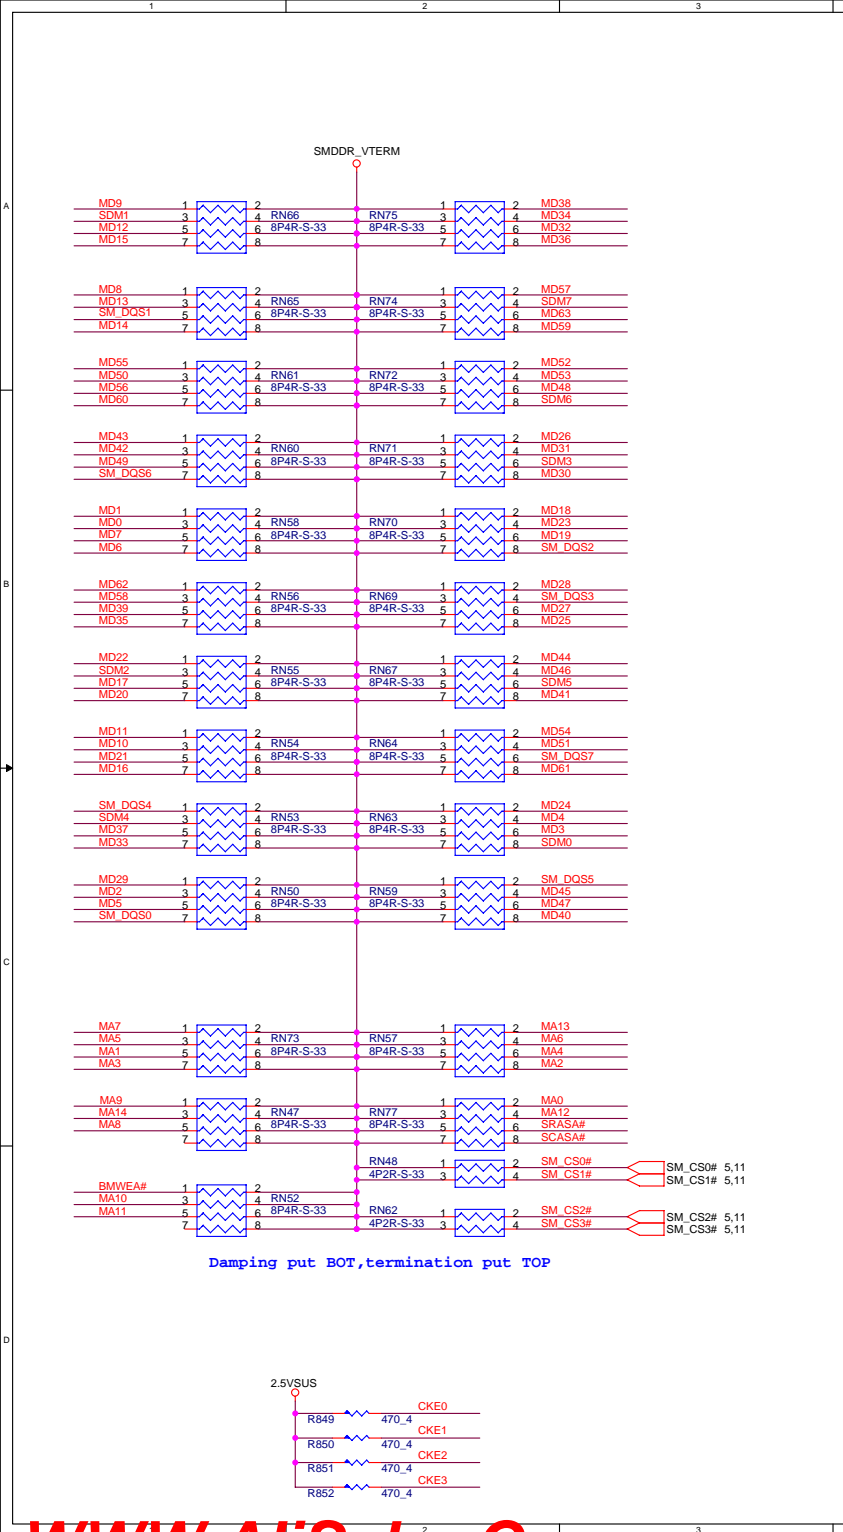 1 2 3
SMDDR_VTERM
A
MD9 1 2 1 2 MD38
SDM1 3 4 RN66 RN75 3 4 MD34
MD12 5 6 8P4R-S-33 8P4R-S-33 5 6 MD32
MD15 7 8 7 8 MD36
MD8 1 2 1 2 MD57
MD13 3 4 RN65 RN74 3 4 SDM7
SM_DQS1 5 6 8P4R-S-33 8P4R-S-33 5 6 MD63
MD14 7 8 7 8 MD59
MD55 1 2 1 2 MD52
MD50 3 4 RN61 RN72 3 4 MD53
MD56 5 6 8P4R-S-33 8P4R-S-33 5 6 MD48
MD60 7 8 7 8 SDM6
MD43 1 2 1 2 MD26
MD42 3 4 RN60 RN71 3 4 MD31
MD49 5 6 8P4R-S-33 8P4R-S-33 5 6 SDM3
SM_DQS6 7 8 7 8 MD30
MD1 1 2 1 2 MD18
MD0 3 4 RN58 RN70 3 4 MD23
MD7 5 6 8P4R-S-33 8P4R-S-33 5 6 MD19
MD6 7 8 7 8 SM_DQS2
B
MD62 1 2 1 2 MD28
MD58 3 4 RN56 RN69 3 4 SM_DQS3
MD39 5 6 8P4R-S-33 8P4R-S-33 5 6 MD27
MD35 7 8 7 8 MD25
MD22 1 2 1 2 MD44
SDM2 3 4 RN55 RN67 3 4 MD46
MD17 5 6 8P4R-S-33 8P4R-S-33 5 6 SDM5
MD20 7 8 7 8 MD41
MD11 1 2 1 2 MD54
MD10 3 4 RN54 RN64 3 4 MD51
MD21 5 6 8P4R-S-33 8P4R-S-33 5 6 SM_DQS7
MD16 7 8 7 8 MD61
SM_DQS4 1 2 1 2 MD24
SDM4 3 4 RN53 RN63 3 4 MD4
MD37 5 6 8P4R-S-33 8P4R-S-33 5 6 MD3
MD33 7 8 7 8 SDM0
MD29 1 2 1 2 SM_DQS5
MD2 3 4 RN50 RN59 3 4 MD45
MD5 5 6 8P4R-S-33 8P4R-S-33 5 6 MD47
SM_DQS0 7 8 7 8 MD40
C
MA7 1 2 1 2 MA13
MA5 3 4 RN73 RN57 3 4 MA6
MA1 5 6 8P4R-S-33 8P4R-S-33 5 6 MA4
MA3 7 8 7 8 MA2
MA9 1 2 1 2 MA0
MA14 3 4 RN47 RN77 3 4 MA12
MA8 5 6 8P4R-S-33 8P4R-S-33 5 6 SRASA#
7 8 7 8 SCASA#
RN48 1 2 SM_CS0# SM_CS0# 5,11
4P2R-S-33 3 4 SM_CS1# SM_CS1# 5,11
BMWEA# 1 2
MA10 3 4 RN52
MA11 5 6 8P4R-S-33 RN62 1 2 SM_CS2# SM_CS2# 5,11
7 8 4P2R-S-33 3 4 SM_CS3# SM_CS3# 5,11
Damping put BOT,termination put TOP
D
2.5VSUS
CKE0
R849 470_4
CKE1
R850 470_4
CKE2
R851 470_4
CKE3
R852 470_4
2 3